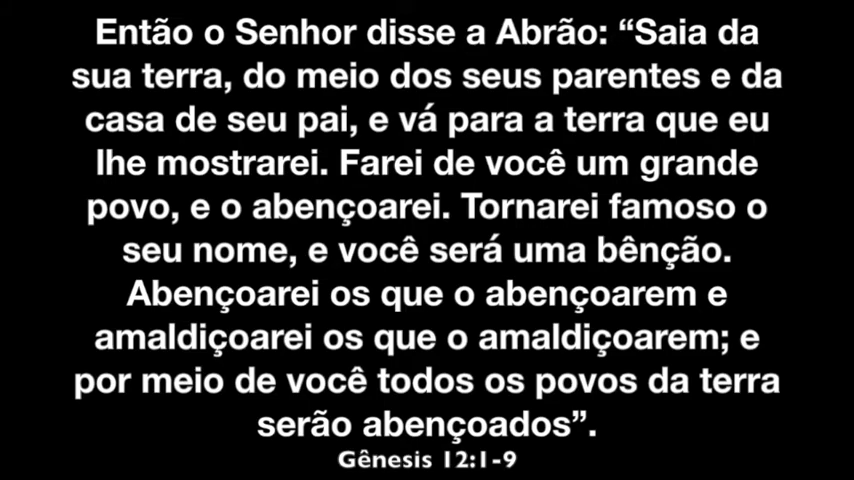 Então o Senhor disse a Abrão: “Saia da
sua terra, do meio dos seus parentes e da
casa de seu pai, e vá para a terra que eu
lhe mostrarei. Farei de você um grande
povo, e o abençoarei. Tornarei famoso o
seu nome, e você será uma bênção.
Abençoarei os que o abençoarem e
amaldiçoarei os que o amaldiçoarem; e
por meio de você todos os povos da terra
serão abençoados”.
Gênesis 12:1-9